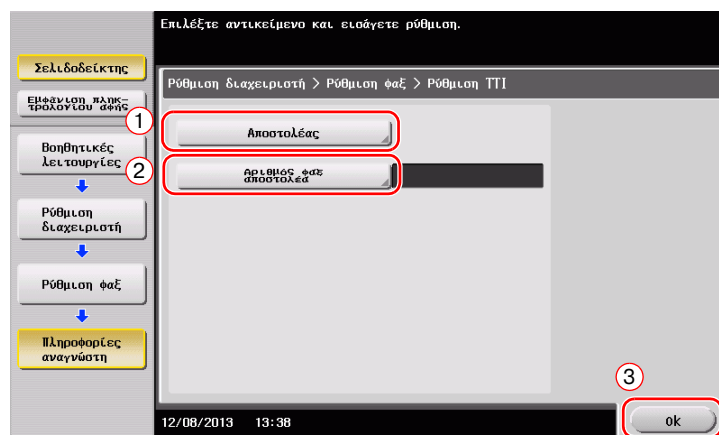 Επιλέξτε αντικείμενο και εισάγετε ρύθμιση.
Σελιδοδείκτης
Εμφάνιση πληκ-
τρολογίου αφής
Ρύθμιση διαχειριστή > Ρύθμιση φαξ > Ρύθμιση TTI
1
Αποστολέας
Βοηθητικές
λειτουργίες
2
Αριθμός φαξ
αποστολέα
Ρύθμιση
διαχειριστή
Ρύθμιση φαξ
Πληροφορίες
αναγνώστη
3
12/08/2013 13:38
ok